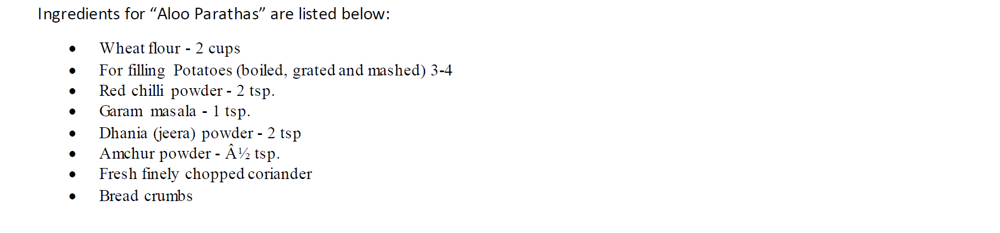 Ingredients for “Aloo Parathas” are listed below:
• Wheat flour - 2 cups
• For filling Potatoes (boiled, grated and mashed) 3-4
• Red chilli powder - 2 tsp.
• Garam masala - 1 tsp.
• Dhania (jeera) powder - 2 tsp
• Amchur powder - Â½ tsp.
• Fresh finely chopped coriander
• Bread crumbs